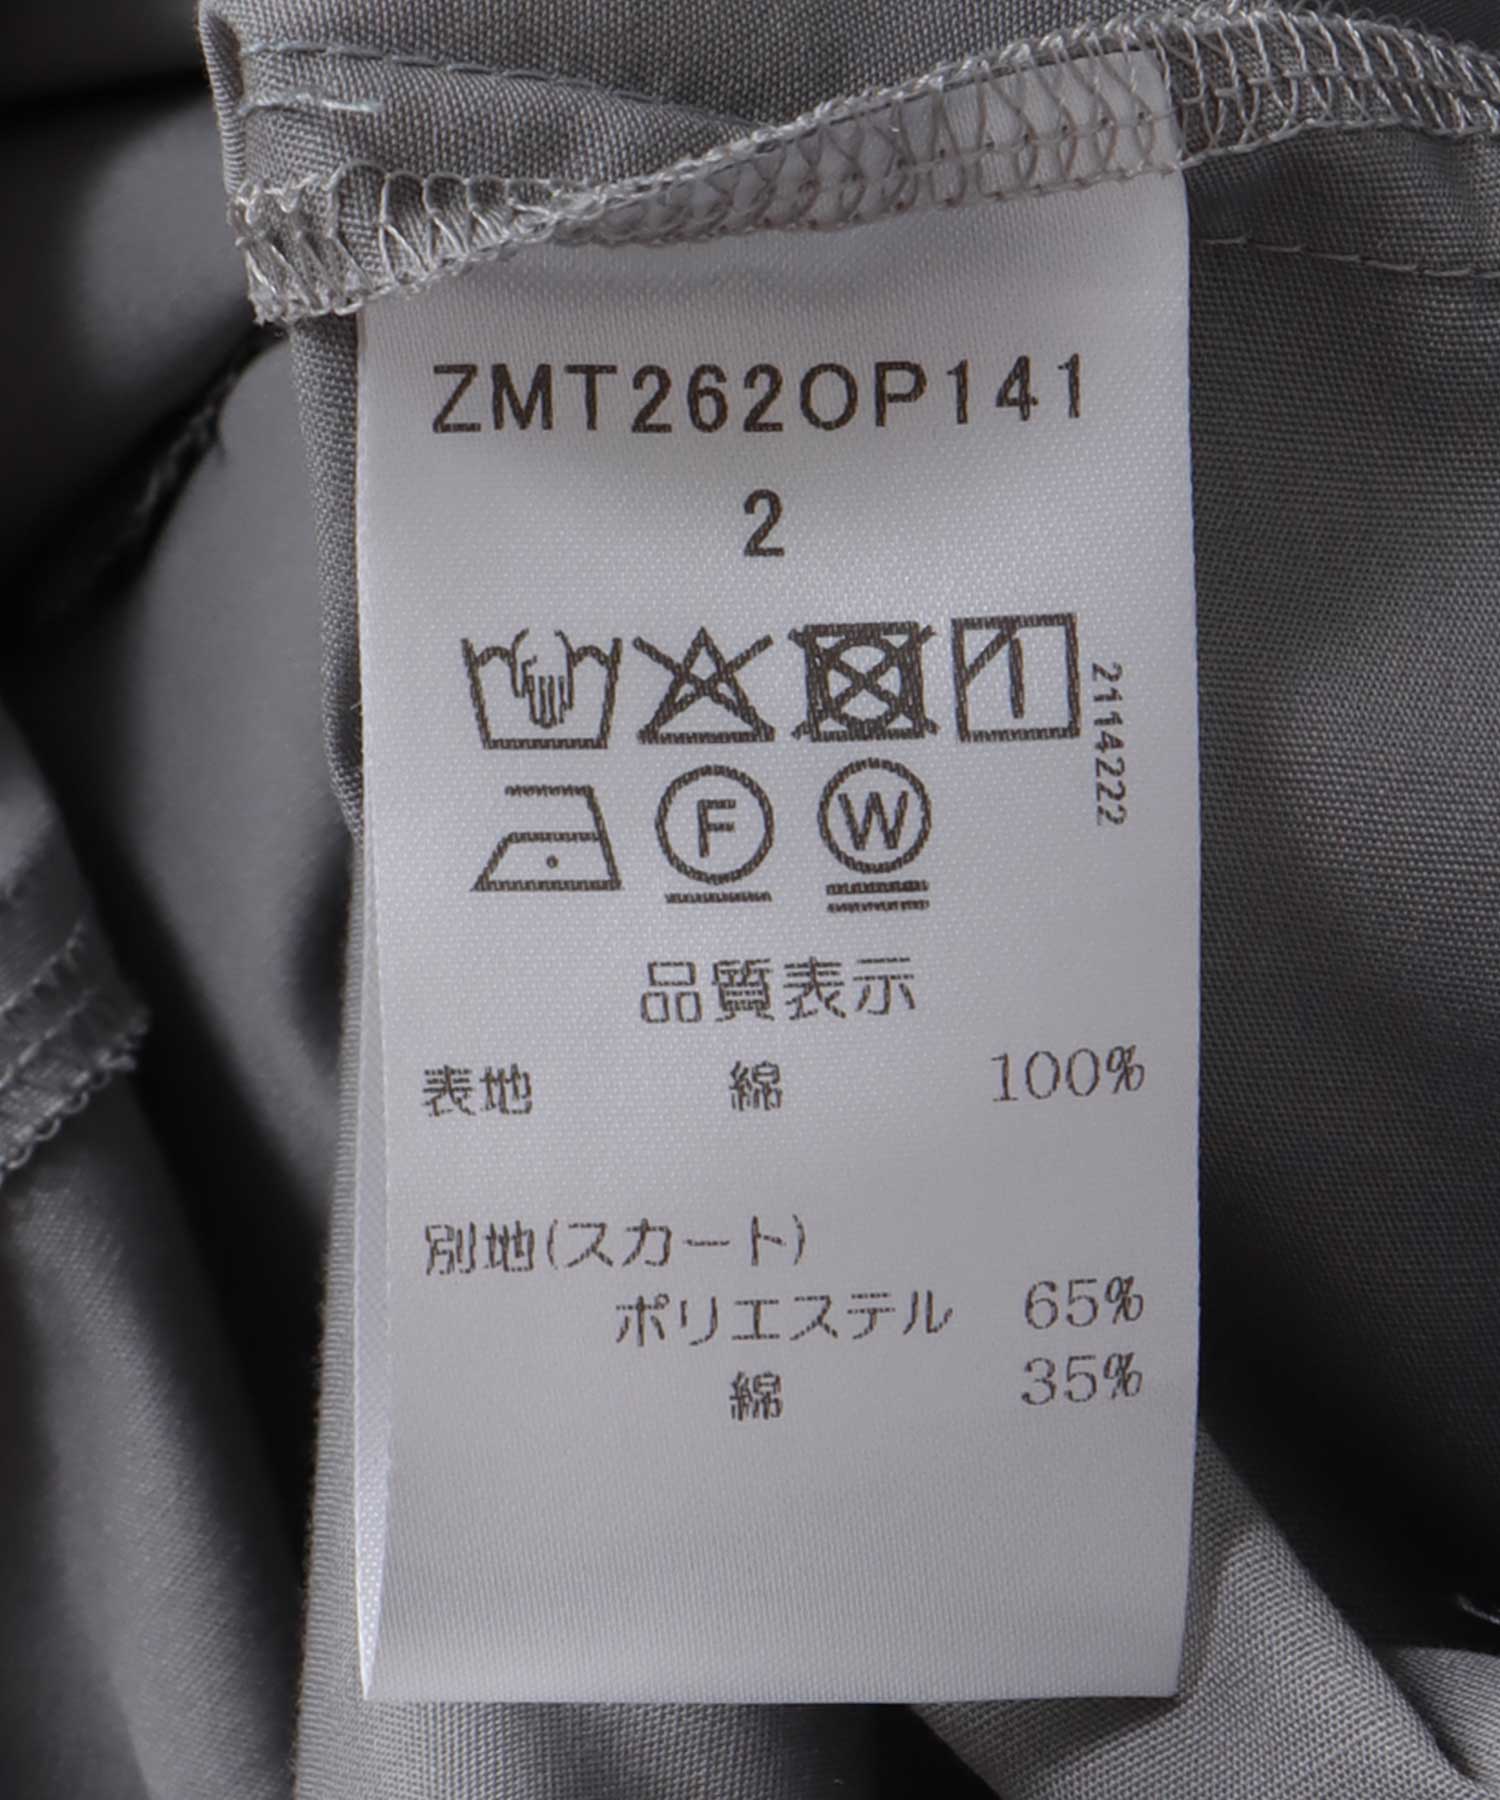 ZMT262OP141
2
2114222
F
W
品質表示
表地 綿 100%
別地(スカート)
ポリエステル 65%
綿 35%